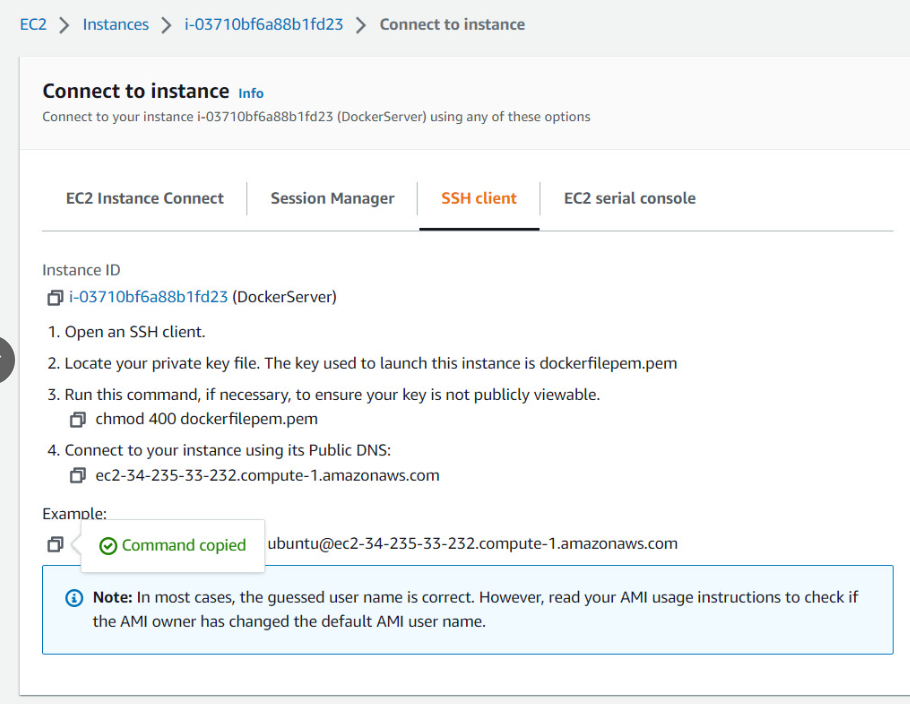 EC2 > Instances > i-03710bf6a88b1fd23 > Connect to instance
Connect to instance Info
Connect to your instance i-03710bf6a88b1fd23 (DockerServer) using any of these options
EC2 Instance Connect
Session Manager
SSH client
EC2 serial console
Instance ID
i-03710bf6a88b1fd23 (DockerServer)
1. Open an SSH client.
2. Locate your private key file. The key used to launch this instance is dockerfilepem.pem
3. Run this command, if necessary, to ensure your key is not publicly viewable.
chmod 400 dockerfilepem.pem
4. Connect to your instance using its Public DNS:
ec2-34-235-33-232.compute-1.amazonaws.com
Example:
Command copied
ubuntu@ec2-34-235-33-232.compute-1.amazonaws.com
Note: In most cases, the guessed user name is correct. However, read your AMI usage instructions to check if
the AMI owner has changed the default AMI user name.